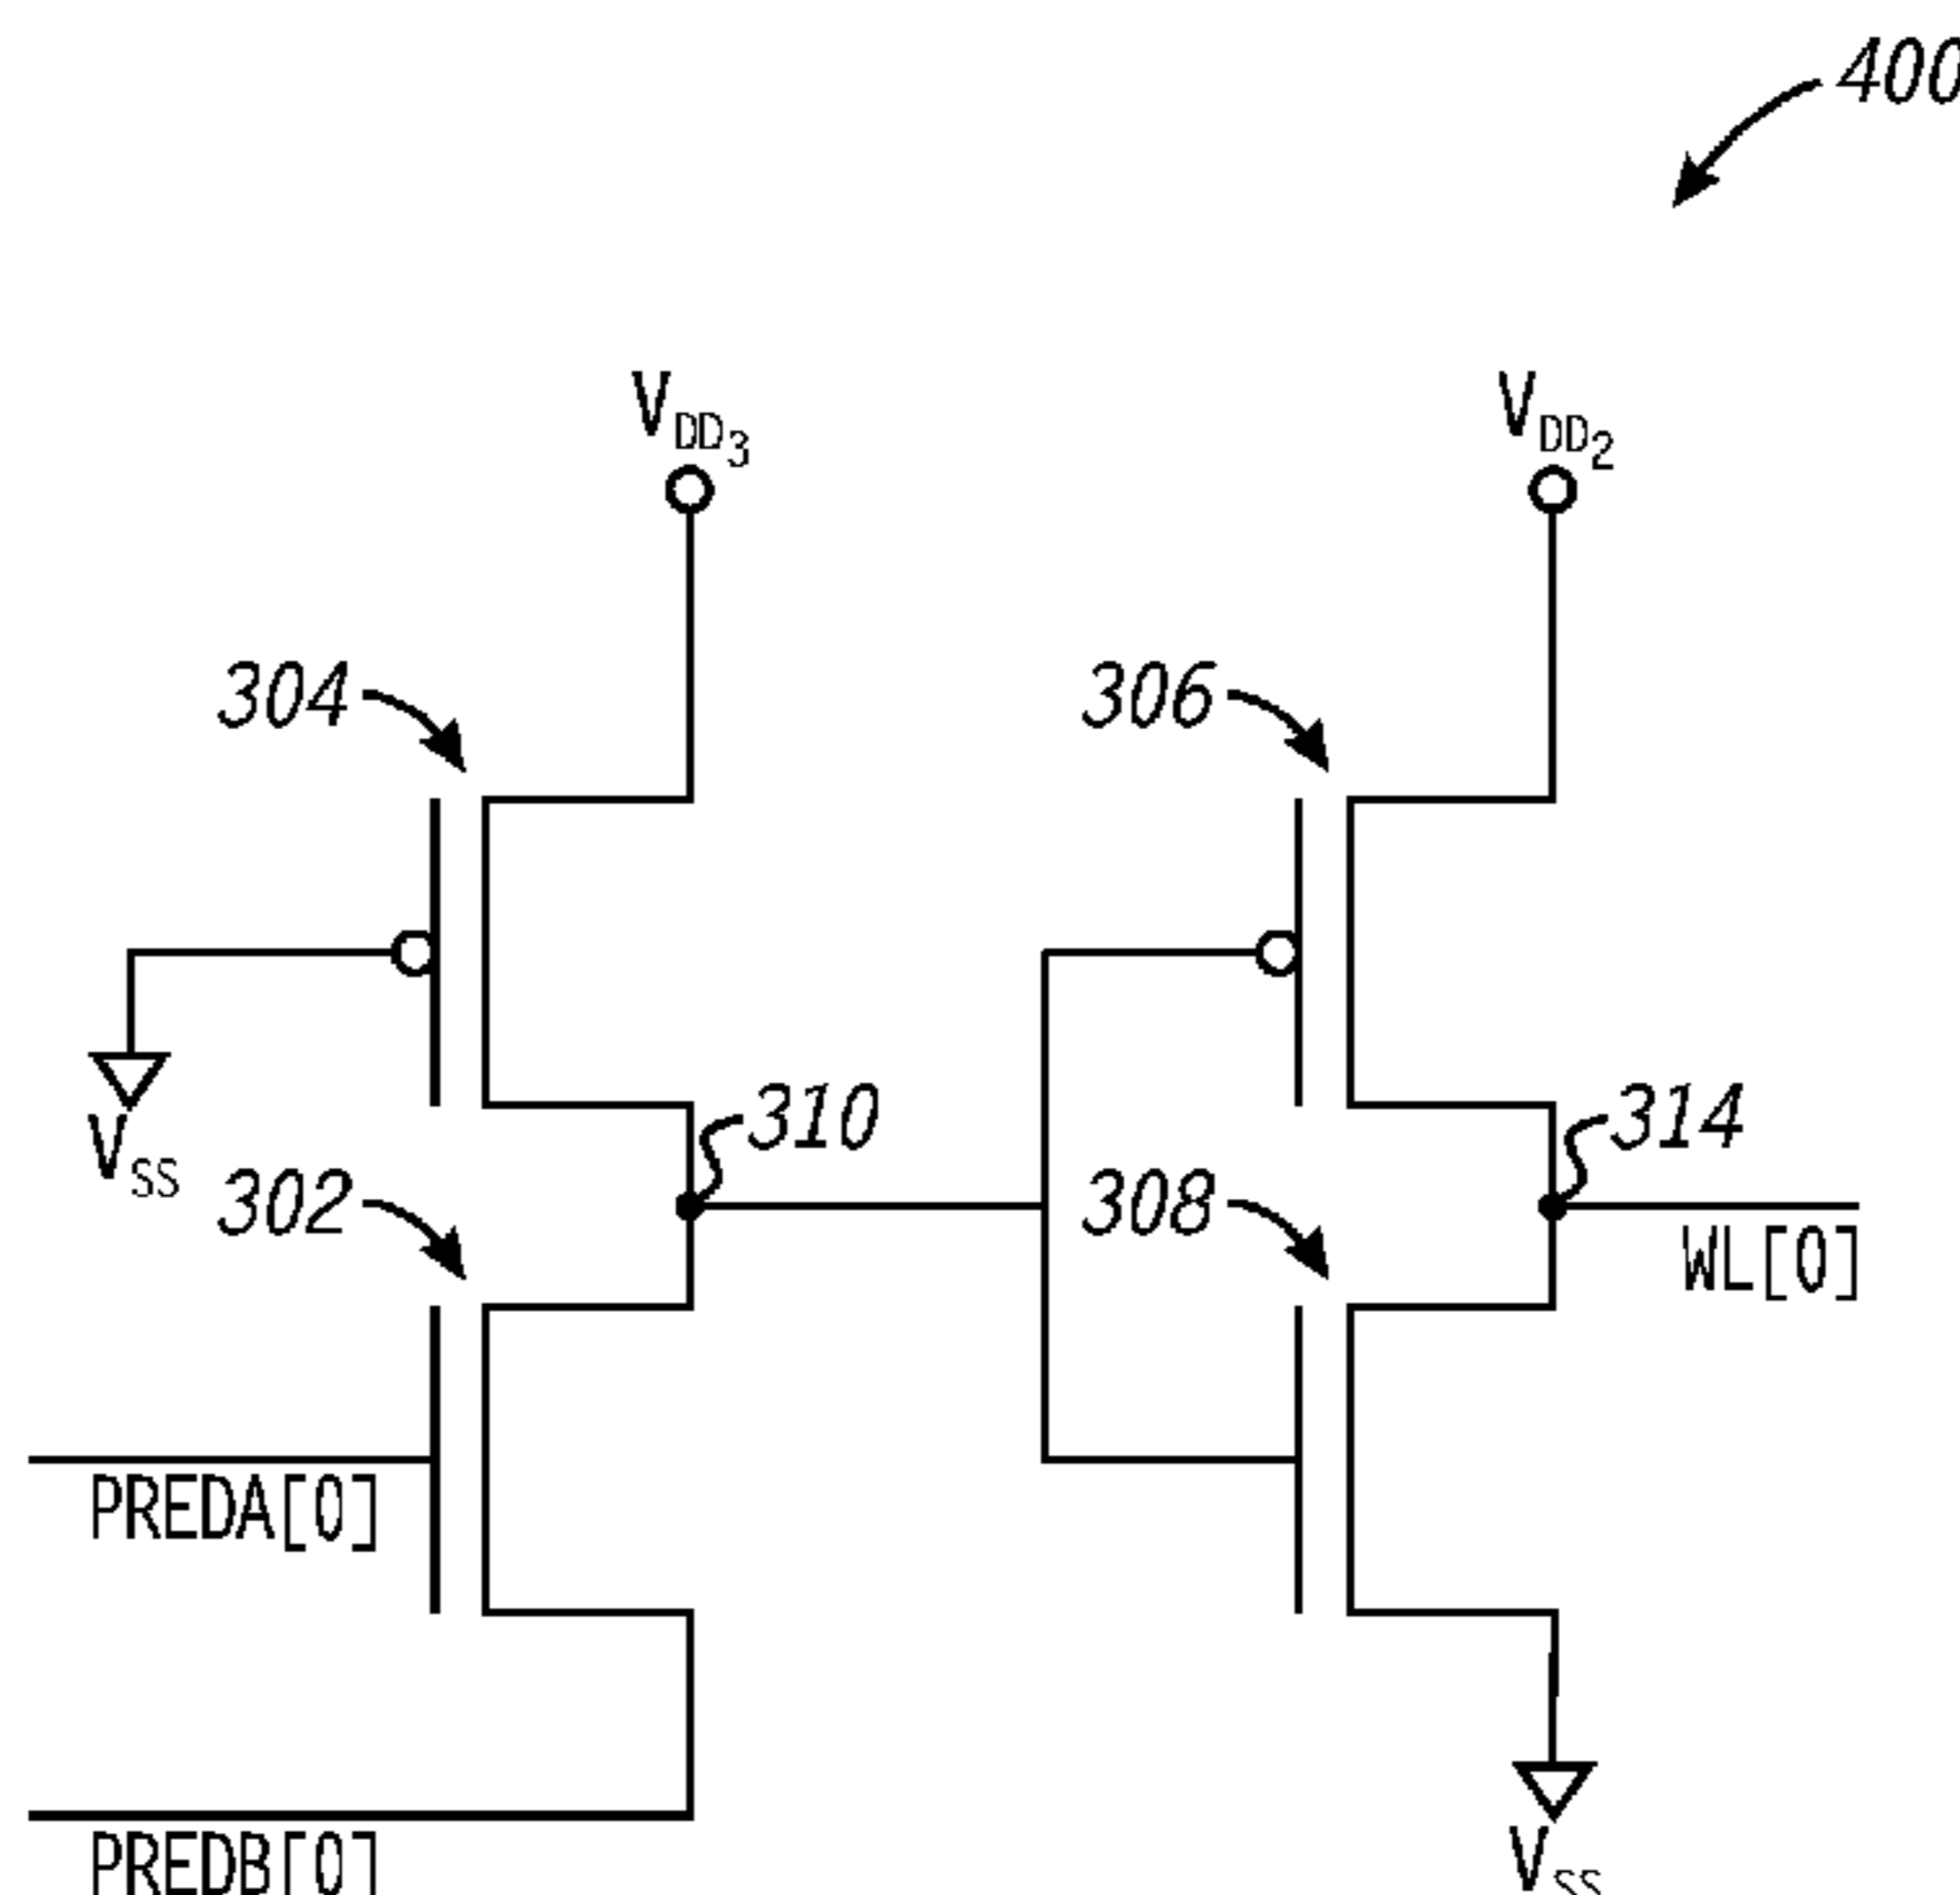 400
VDD3
VDD2
304
306
310
314
VSS
302
308
WL[0]
PREDA[0]
PREDB[0]
VSS